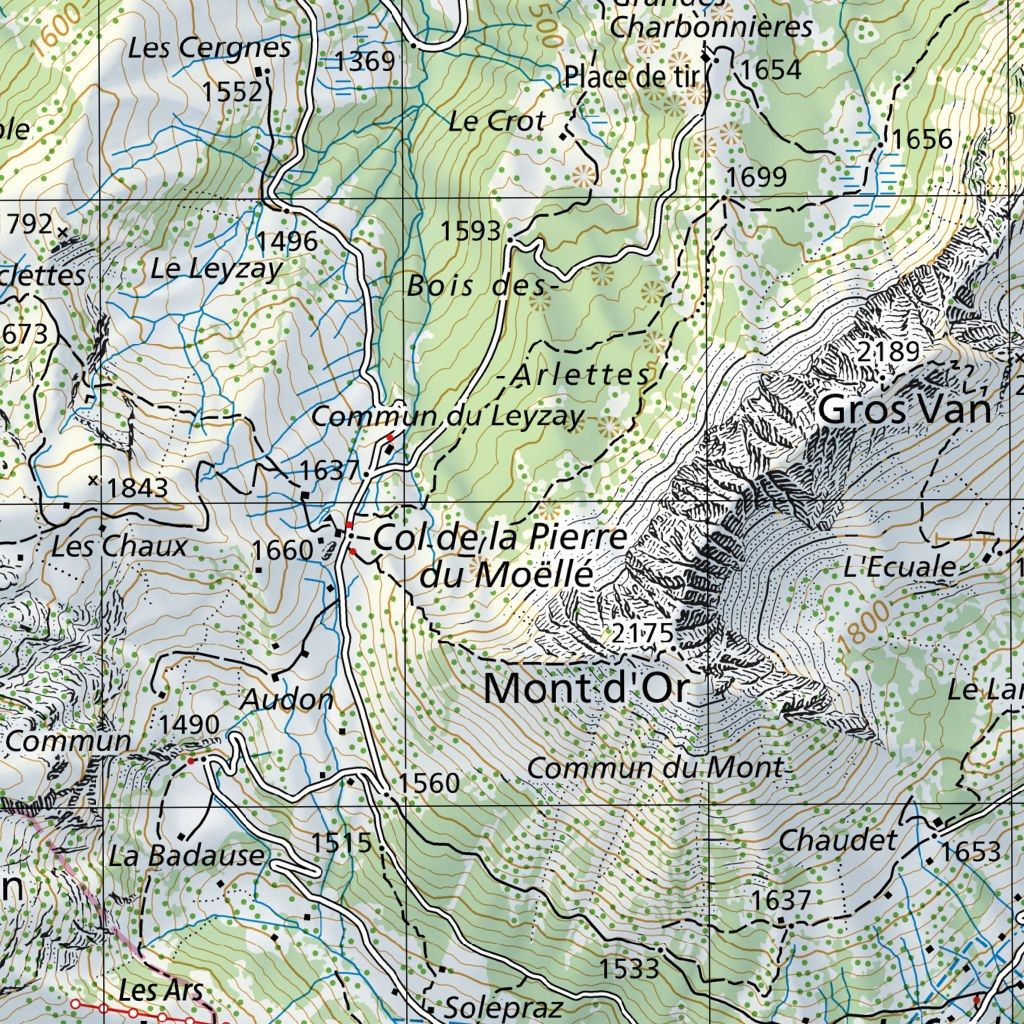 Grandes
Charbonnières
1600
500
Les Cergnes
1369
1552
Place de tir
1654
Le Crot
1656
1699
1792
1593
1496
Le Leyzay
Bois des-
2189
-Arlettes
Gros Van
Commun du Leyzay
1637
1843
Col de la Pierre
du Moëllé
Les Chaux
1660
L'Ecuale
1800
2175
Mont d'Or
Audon
1490
Commun
Commun du Mont
1560
1515
Chaudet
1653
La Badause
1637
1533
Les Ars
Solepraz